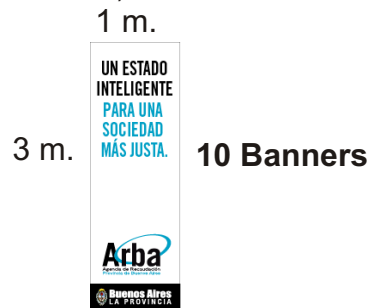 1 m.
UN ESTADO
INTELIGENTE
PARA UNA
SOCIEDAD
MÁS JUSTA.
3 m.
10 Banners
Arba
Agencia de Recaudación
Provincia de Buenos Aires
Buenos Aires
LA PROVINCIA